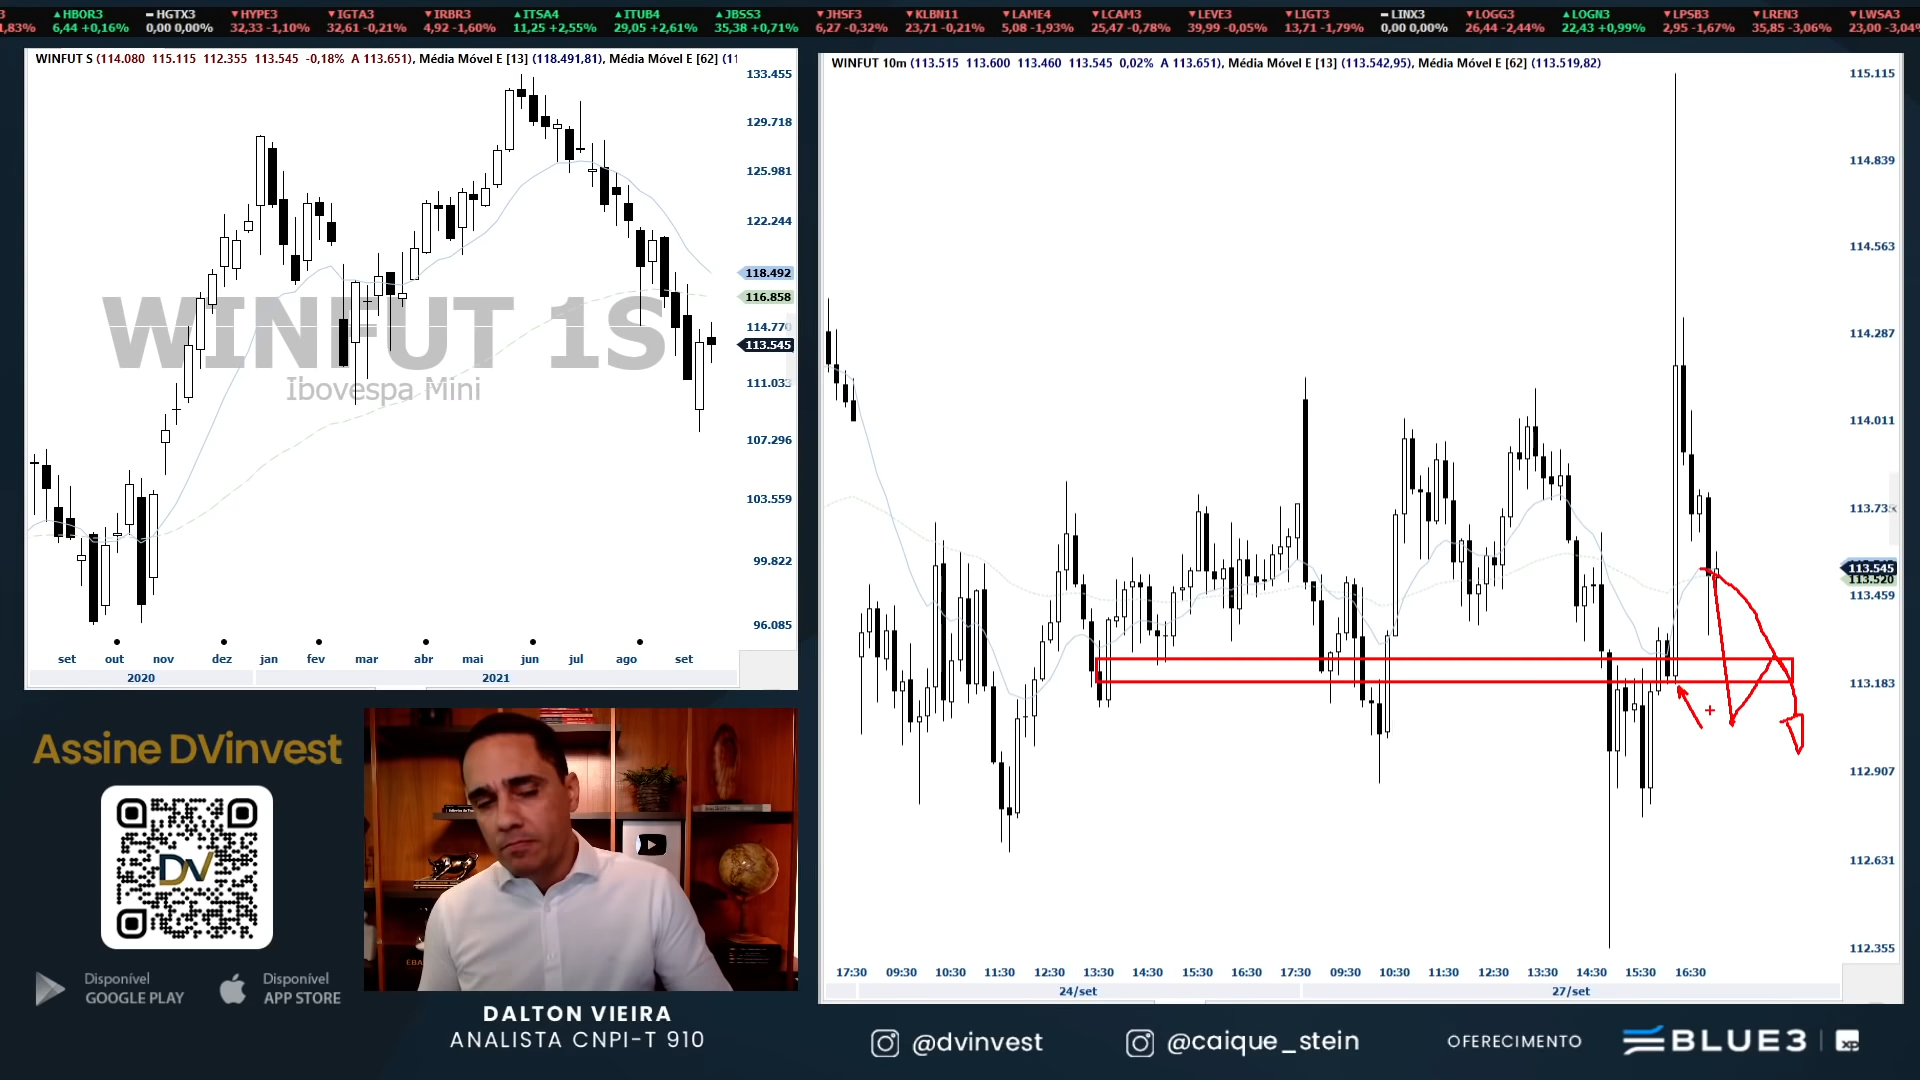 HBOR3 HGTX3 HYPE3 IGTA3 IRBR3 ITSA4 ITUB4 JBSS3 JHSF3 KLBN11 LAME4 LCAM3 LEVE3 LIGT3 LINX3 LOGG3 LOGN3 LPSB3 LREN3 LWSA3
1,83% 6,44 +0,16% 0,00 0,00% 32,33 -1,10% 32,61 -0,21% 4,92 -1,60% 11,25 +2,55% 29,05 +2,61% 35,38 +0,71% 6,27 -0,32% 23,71 -0,21% 5,08 -1,93% 25,47 -0,78% 39,99 -0,05% 13,71 -1,79% 0,00 0,00% 26,44 -2,44% 22,43 +0,99% 2,95 -1,67% 35,85 -3,06% 23,00 -3,04%
WINFUT S (114.080 115.115 112.355 113.545 -0,18% A 113.651), Média Móvel E [13] (118.491,81), Média Móvel E [62] (11
133.455
129.718
125.981
122.244
118.492
116.858
114.770
113.545
111.033
107.296
103.559
99.822
96.085
WINFUT 1S
Ibovespa Mini
set out nov dez jan fev mar abr mai jun jul ago set
2020 2021
WINFUT 10m (113.515 113.600 113.460 113.545 0,02% A 113.651), Média Móvel E [13] (113.542,95), Média Móvel E [62] (113.519,82)
115.115
114.839
114.563
114.287
114.011
113.735
113.545
113.520
113.459
113.183
112.907
112.631
112.355
17:30 09:30 10:30 11:30 12:30 13:30 14:30 15:30 16:30 17:30 09:30 10:30 11:30 12:30 13:30 14:30 15:30 16:30
24/set 27/set
Assine DVinvest
DV
Disponível
GOOGLE PLAY
Disponível
APP STORE
DALTON VIEIRA
ANALISTA CNPI-T 910
@dvinvest
@caique_stein
OFERECIMENTO
BLUE3
xp